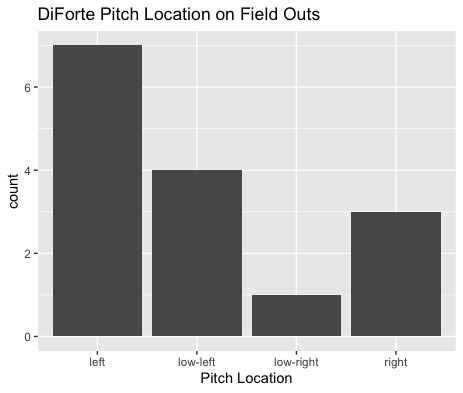 DiForte Pitch Location on Field Outs
count
6
4
2
0
left low-left low-right right
Pitch Location